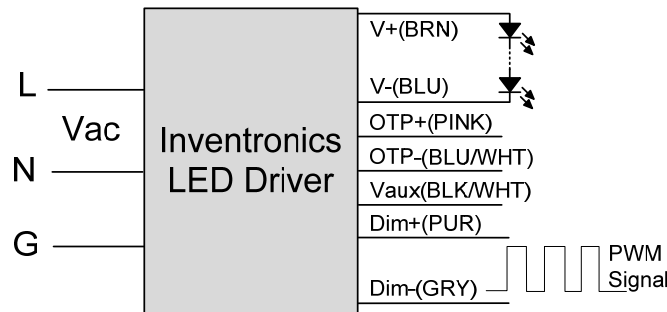 L
Vac
N
G
Inventronics
LED Driver
V+(BRN)
V-(BLU)
OTP+(PINK)
OTP-(BLU/WHT)
Vaux(BLK/WHT)
Dim+(PUR)
Dim-(GRY)
PWM
Signal